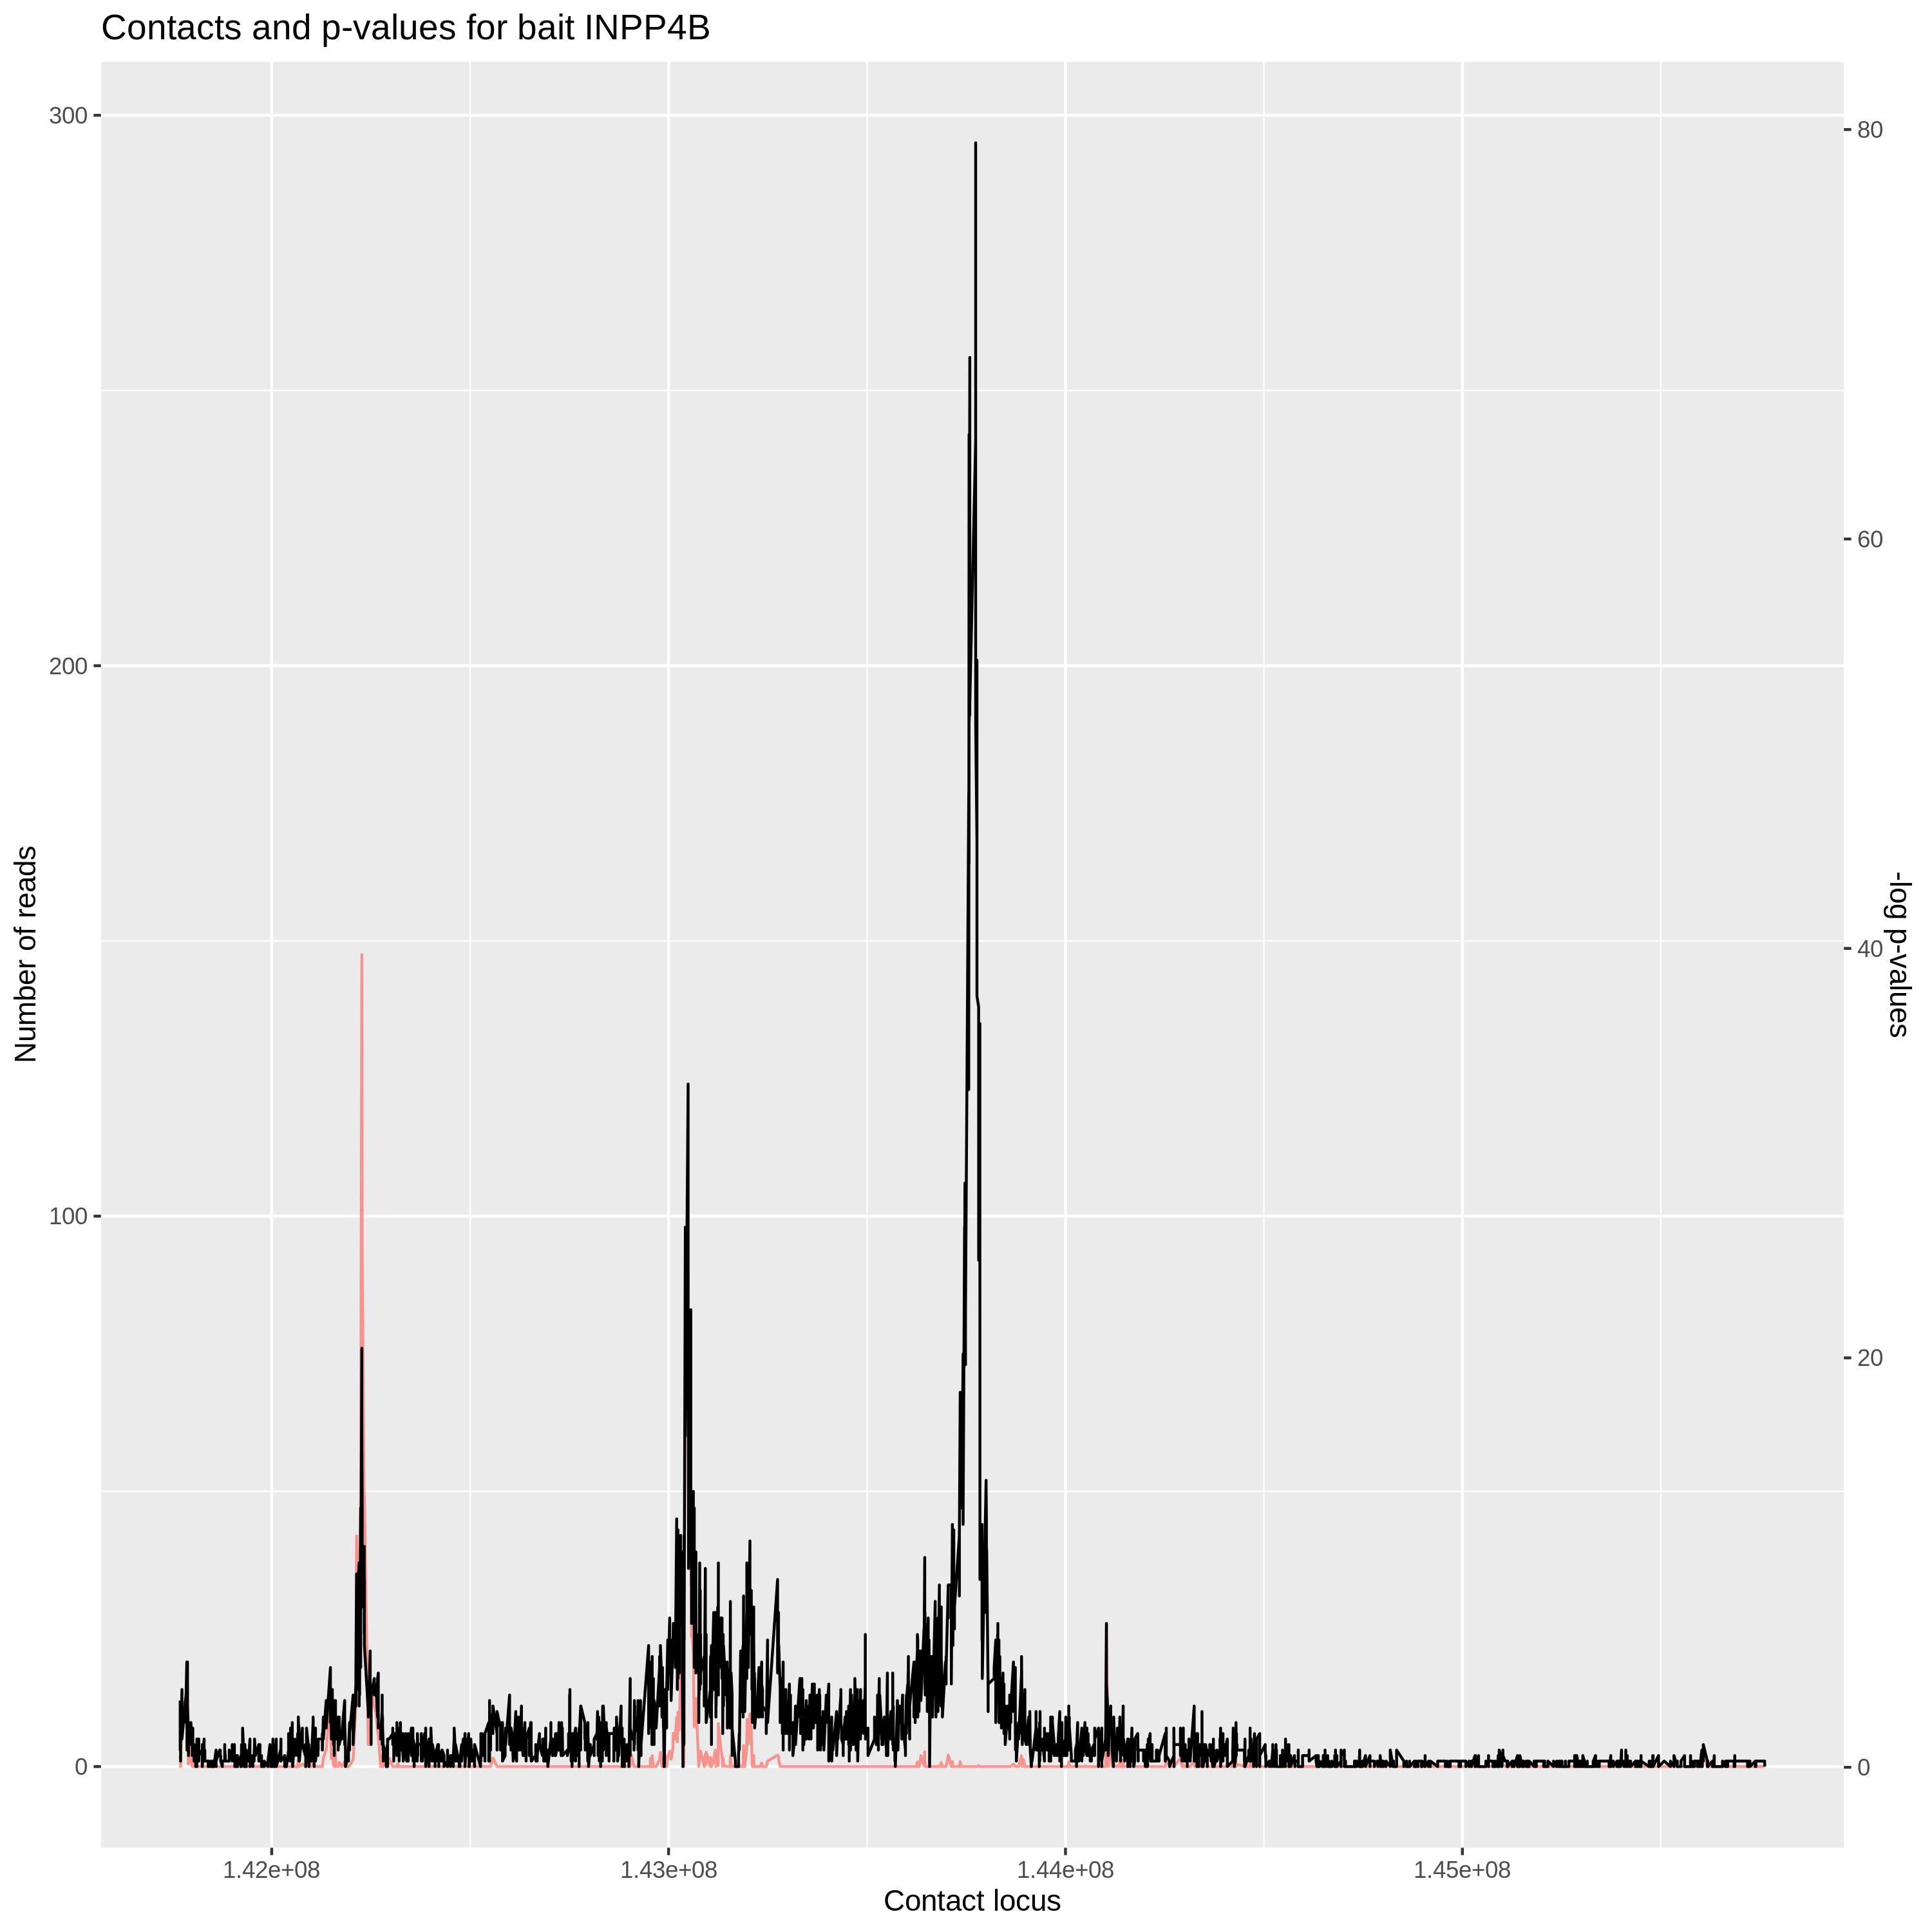 Contacts and p-values for bait INPP4B
300
200
100
0
Number of reads
80
60
40
20
0
-log p-values
1.42e+08
1.43e+08
1.44e+08
1.45e+08
Contact locus